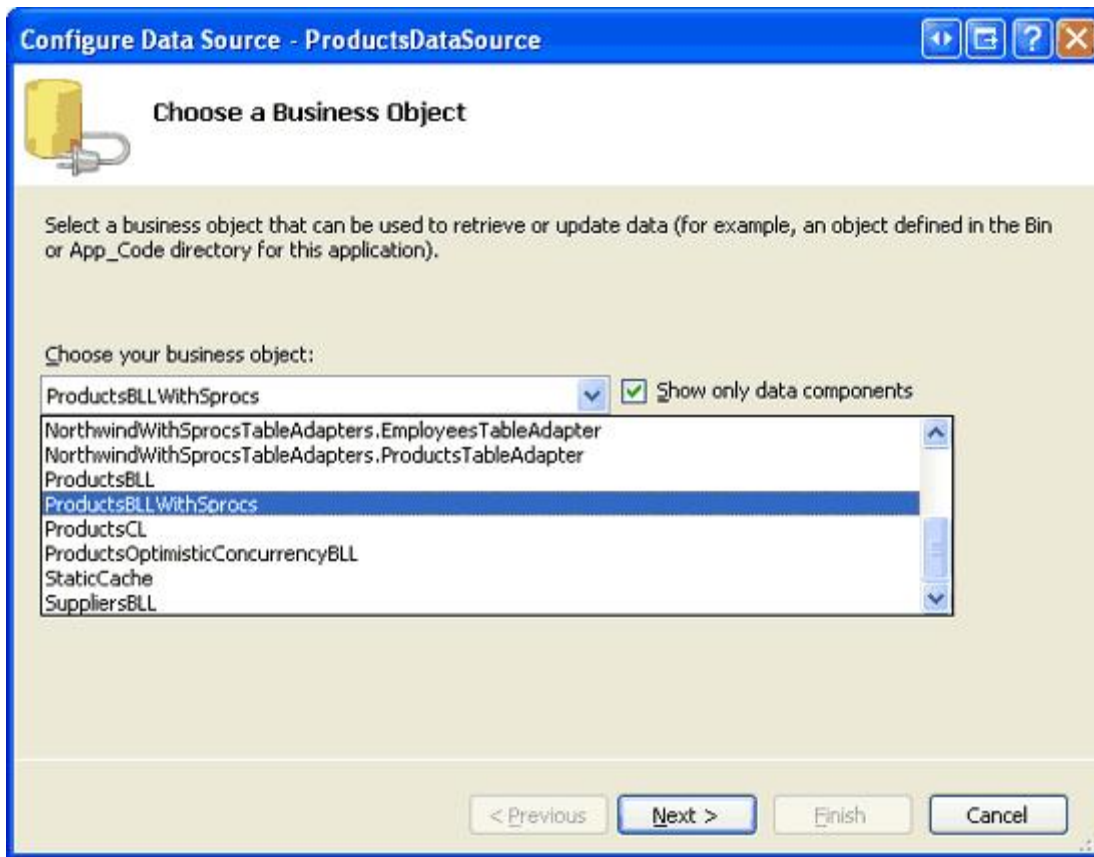 Configure Data Source - ProductsDataSource
Choose a Business Object
Select a business object that can be used to retrieve or update data (for example, an object defined in the Bin
or App_Code directory for this application).
Choose your business object:
ProductsBLLWithSprocs
Show only data components
NorthwindWithSprocsTableAdapters.EmployeesTableAdapter
NorthwindWithSprocsTableAdapters.ProductsTableAdapter
ProductsBLL
ProductsBLLWithSprocs
ProductsCL
ProductsOptimisticConcurrencyBLL
StaticCache
SuppliersBLL
< Previous
Next >
Finish
Cancel